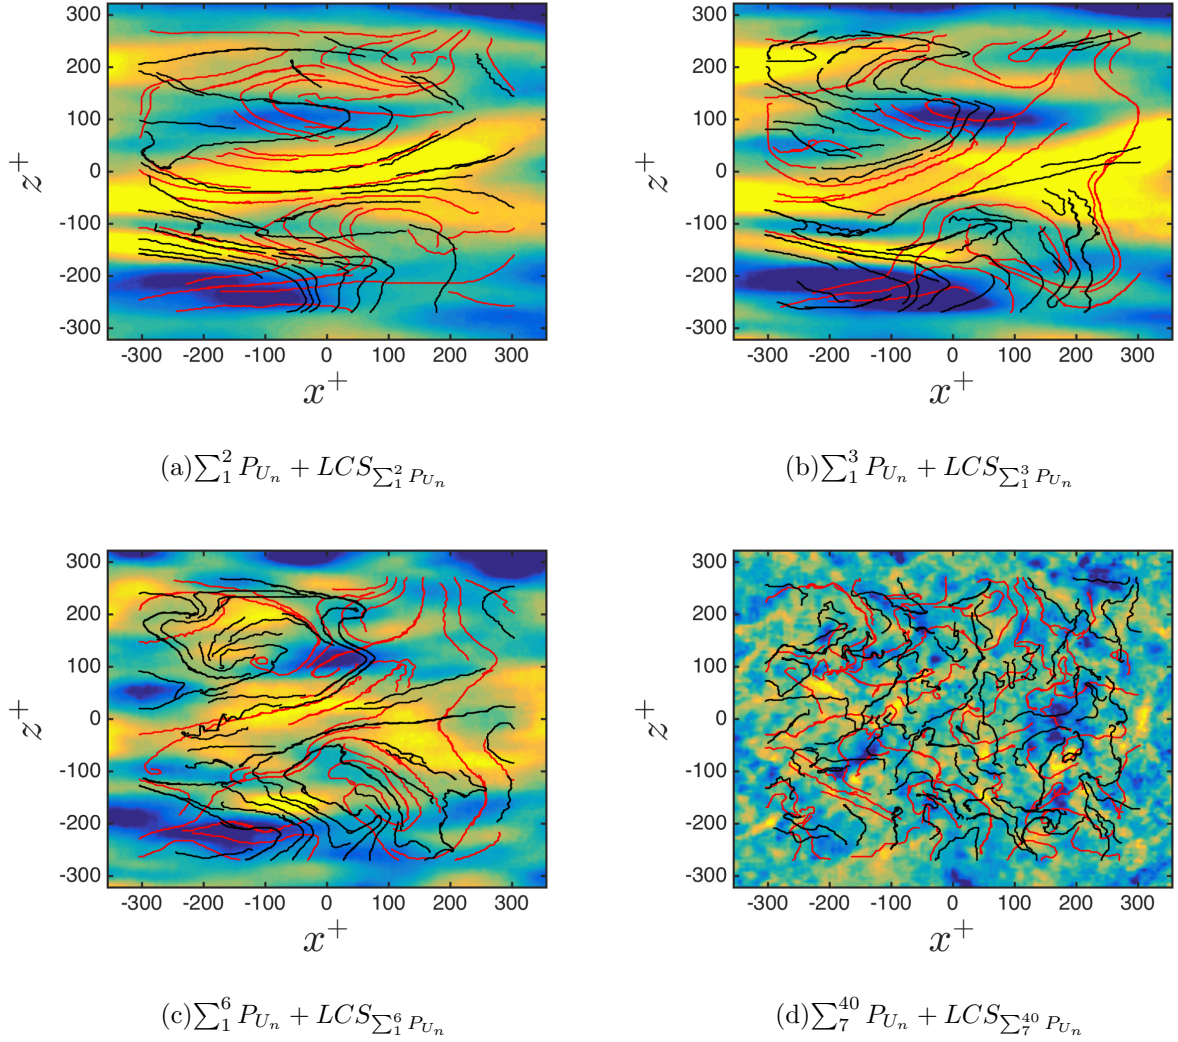 300
200
100
0
-100
-200
-300
z⁺
-300 -200 -100 0 100 200 300
x⁺
300
200
100
0
-100
-200
-300
z⁺
-300 -200 -100 0 100 200 300
x⁺
(a) ∑₁² P_{U_n} + LCS_{∑₁² P_{U_n}}
(b) ∑₁³ P_{U_n} + LCS_{∑₁³ P_{U_n}}
300
200
100
0
-100
-200
-300
z⁺
-300 -200 -100 0 100 200 300
x⁺
300
200
100
0
-100
-200
-300
z⁺
-300 -200 -100 0 100 200 300
x⁺
(c) ∑₁⁶ P_{U_n} + LCS_{∑₁⁶ P_{U_n}}
(d) ∑₇⁴⁰ P_{U_n} + LCS_{∑₇⁴⁰ P_{U_n}}